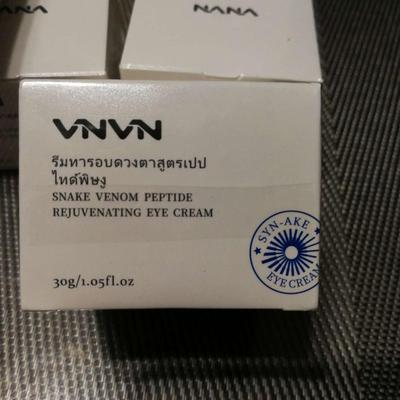 NANA
VNVN
รีมทารอบดวงตาสูตรเปป
ไทด์พิษงู
SNAKE VENOM PEPTIDE
REJUVENATING EYE CREAM
SYN-AKE
EYE CREAM
30g/1.05fl.oz